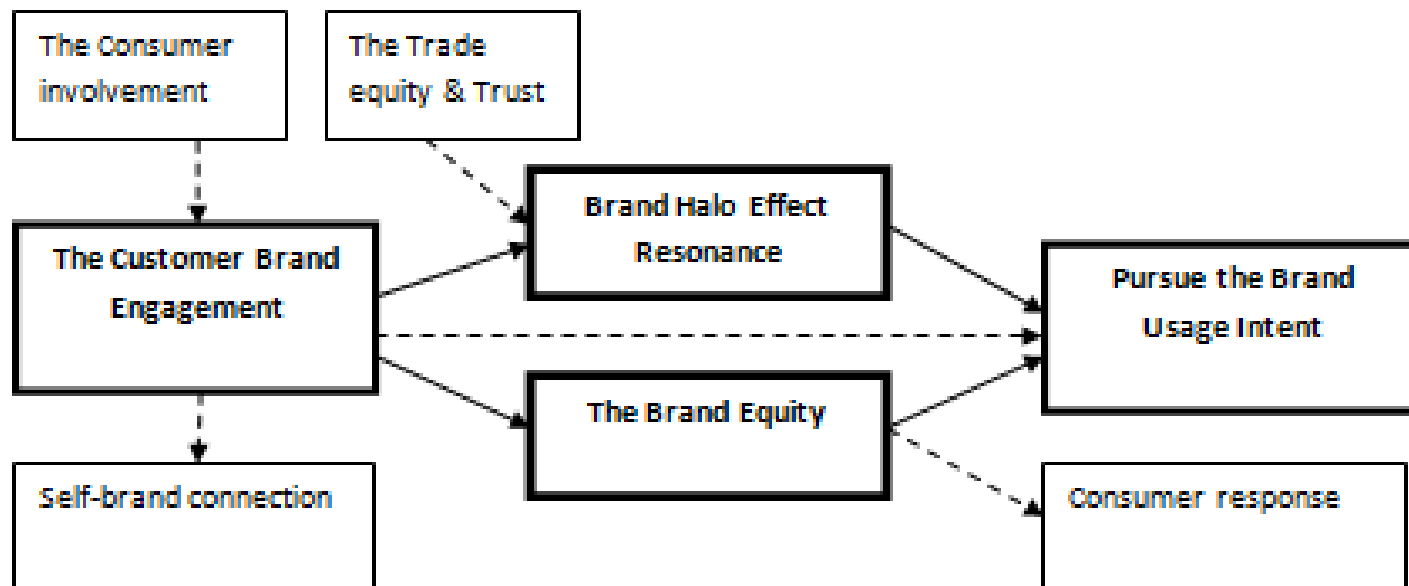 The Consumer
involvement
The Trade
equity & Trust
Brand Halo Effect
Resonance
The Customer Brand
Engagement
Pursue the Brand
Usage Intent
The Brand Equity
Self-brand connection
Consumer response